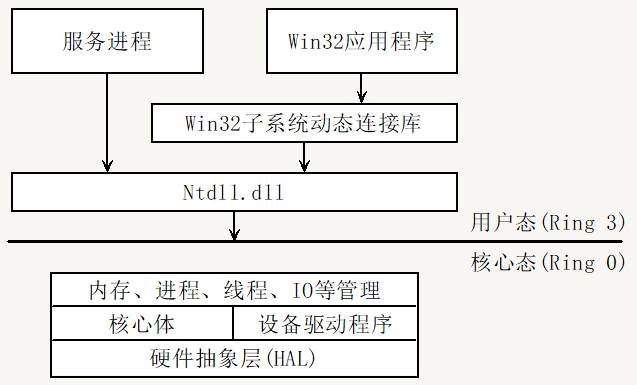 服务进程
Win32应用程序
Win32子系统动态连接库
Ntdll.dll
用户态(Ring 3)
核心态(Ring 0)
内存、进程、线程、IO等管理
核心体
设备驱动程序
硬件抽象层(HAL)